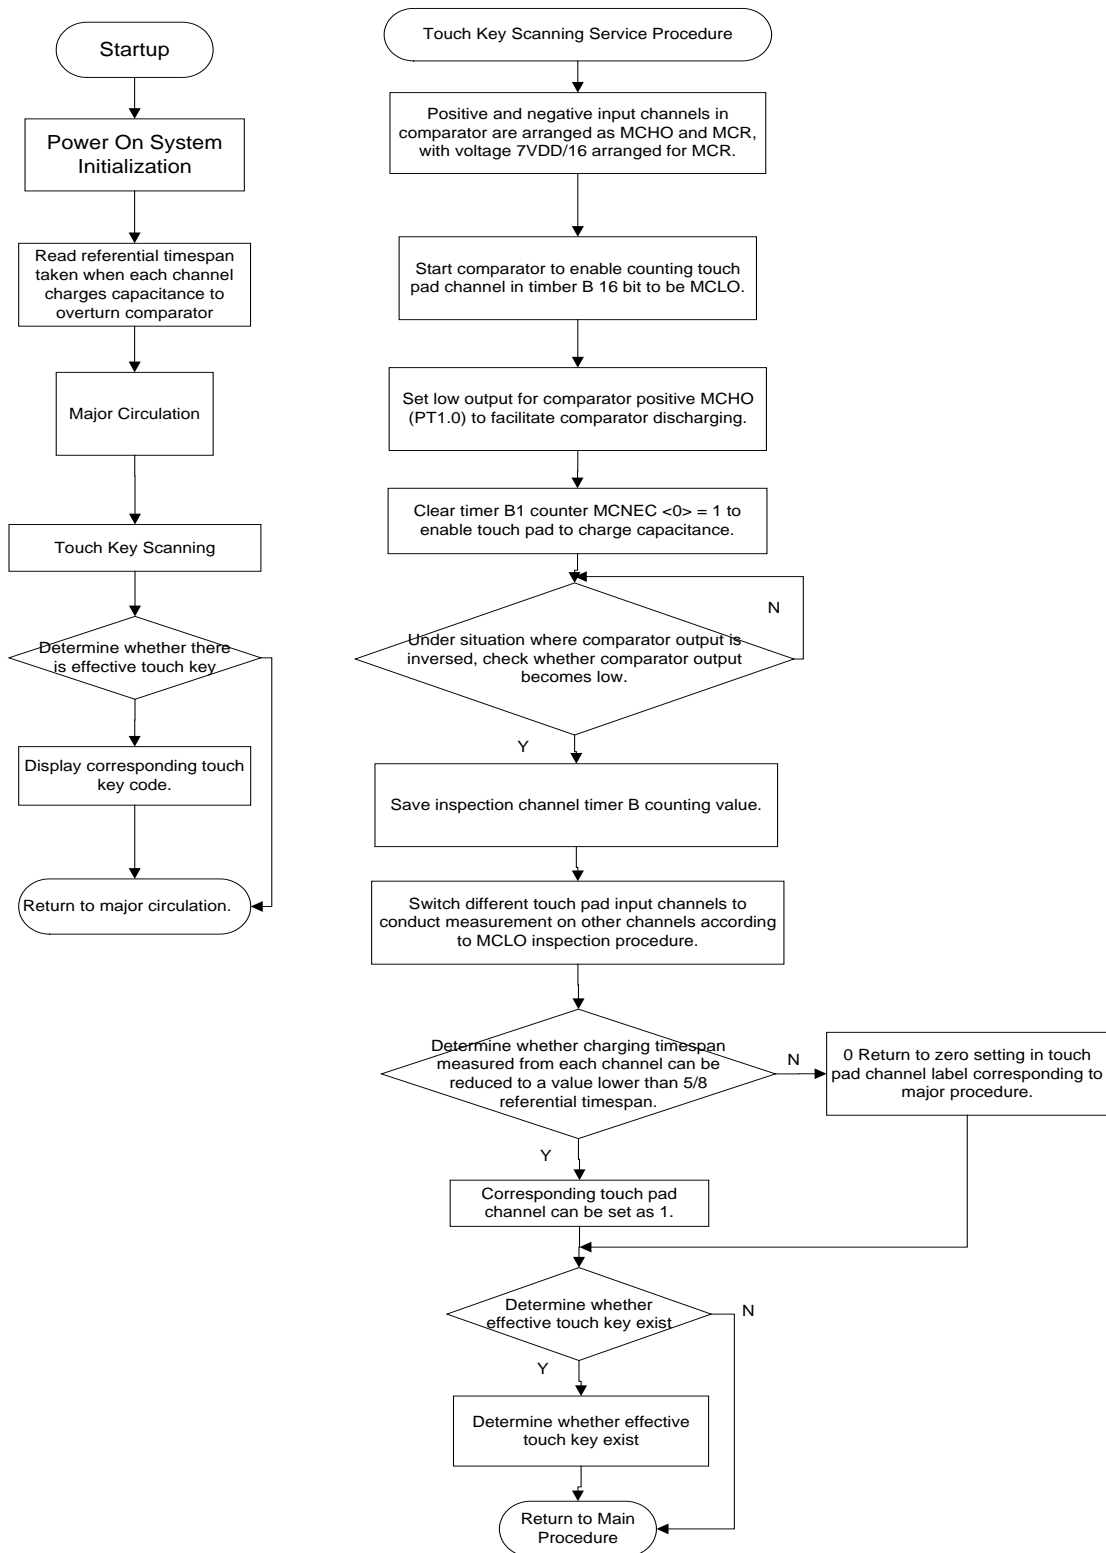 Startup
Power On System
Initialization
Read referential timespan
taken when each channel
charges capacitance to
overturn comparator
Major Circulation
Touch Key Scanning
Determine whether there
is effective touch key
Display corresponding touch
key code.
Return to major circulation.
Touch Key Scanning Service Procedure
Positive and negative input channels in
comparator are arranged as MCHO and MCR,
with voltage 7VDD/16 arranged for MCR.
Start comparator to enable counting touch
pad channel in timber B 16 bit to be MCLO.
Set low output for comparator positive MCHO
(PT1.0) to facilitate comparator discharging.
Clear timer B1 counter MCNEC <0> = 1 to
enable touch pad to charge capacitance.
N
Under situation where comparator output is
inversed, check whether comparator output
becomes low.
Y
Save inspection channel timer B counting value.
Switch different touch pad input channels to
conduct measurement on other channels according
to MCLO inspection procedure.
Determine whether charging timespan
measured from each channel can be
reduced to a value lower than 5/8
referential timespan.
N
0 Return to zero setting in touch
pad channel label corresponding to
major procedure.
Y
Corresponding touch pad
channel can be set as 1.
Determine whether
effective touch key exist
N
Y
Determine whether effective
touch key exist
Return to Main
Procedure